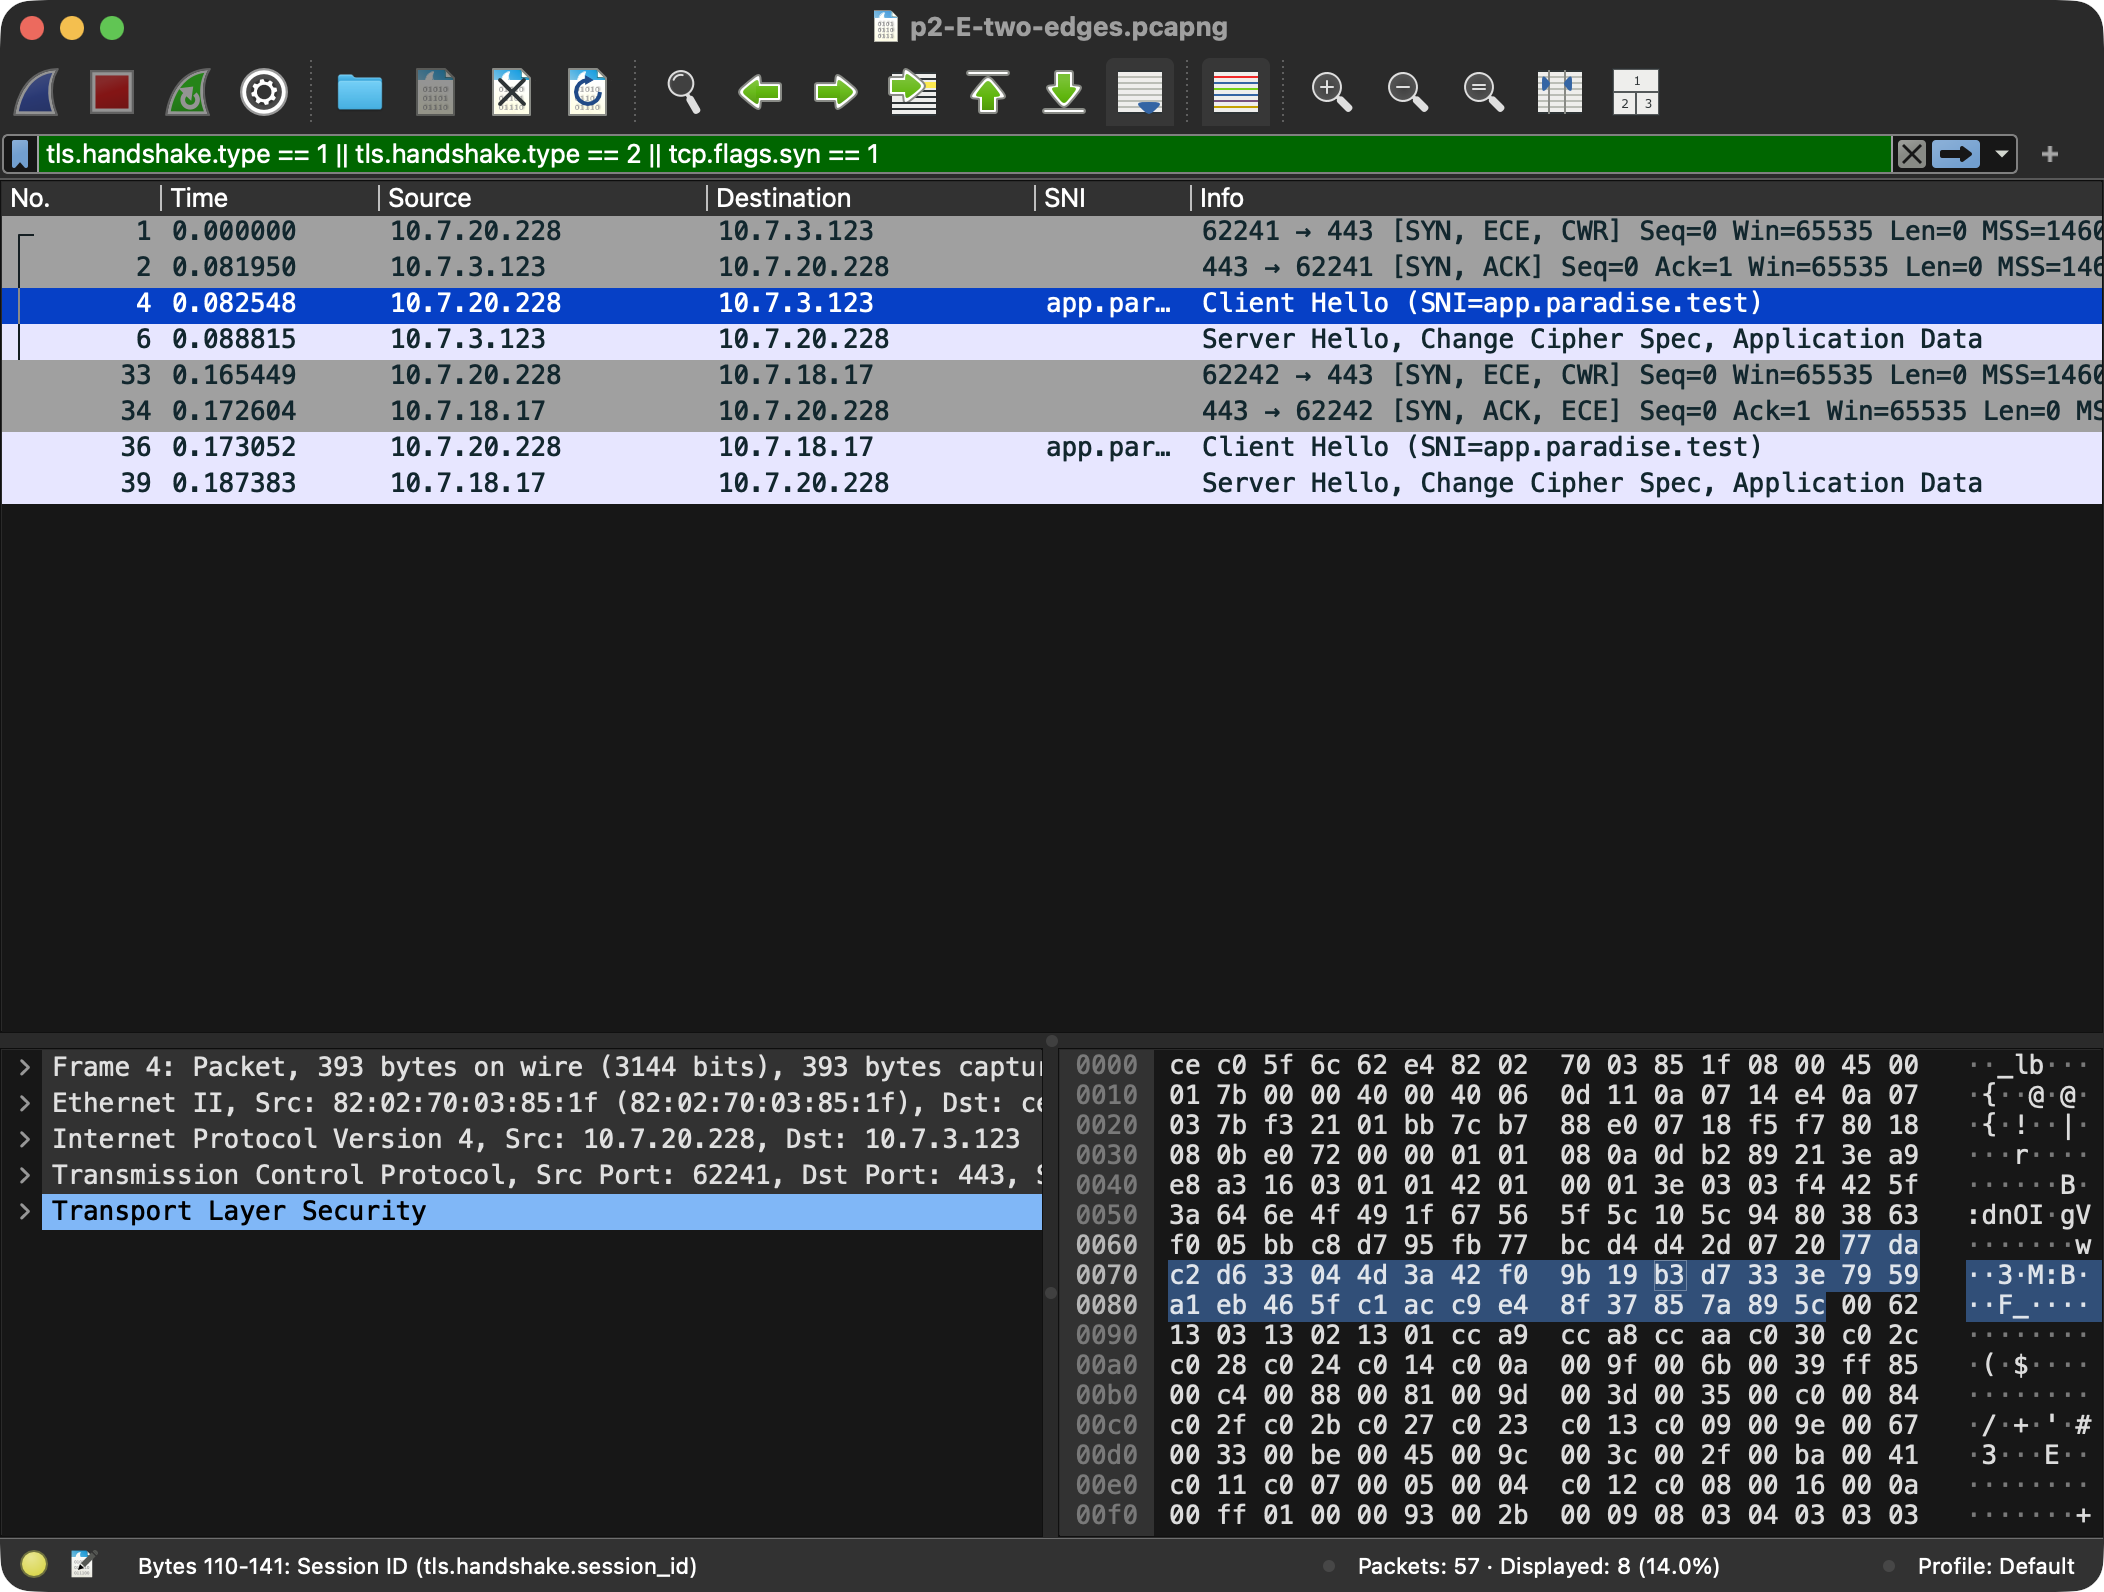 p2-E-two-edges.pcapng
tls.handshake.type == 1 || tls.handshake.type == 2 || tcp.flags.syn == 1
No. Time Source Destination SNI Info
1 0.000000 10.7.20.228 10.7.3.123 62241 → 443 [SYN, ECE, CWR] Seq=0 Win=65535 Len=0 MSS=1460
2 0.081950 10.7.3.123 10.7.20.228 443 → 62241 [SYN, ACK] Seq=0 Ack=1 Win=65535 Len=0 MSS=146
4 0.082548 10.7.20.228 10.7.3.123 app.par… Client Hello (SNI=app.paradise.test)
6 0.088815 10.7.3.123 10.7.20.228 Server Hello, Change Cipher Spec, Application Data
33 0.165449 10.7.20.228 10.7.18.17 62242 → 443 [SYN, ECE, CWR] Seq=0 Win=65535 Len=0 MSS=1460
34 0.172604 10.7.18.17 10.7.20.228 443 → 62242 [SYN, ACK, ECE] Seq=0 Ack=1 Win=65535 Len=0 MS
36 0.173052 10.7.20.228 10.7.18.17 app.par… Client Hello (SNI=app.paradise.test)
39 0.187383 10.7.18.17 10.7.20.228 Server Hello, Change Cipher Spec, Application Data
Frame 4: Packet, 393 bytes on wire (3144 bits), 393 bytes captur
Ethernet II, Src: 82:02:70:03:85:1f (82:02:70:03:85:1f), Dst: ce
Internet Protocol Version 4, Src: 10.7.20.228, Dst: 10.7.3.123
Transmission Control Protocol, Src Port: 62241, Dst Port: 443, S
Transport Layer Security
0000 ce c0 5f 6c 62 e4 82 02 70 03 85 1f 08 00 45 00 ··_lb···
0010 01 7b 00 00 40 00 40 06 0d 11 0a 07 14 e4 0a 07 ·{··@·@·
0020 03 7b f3 21 01 bb 7c b7 88 e0 07 18 f5 f7 80 18 ·{·!··|·
0030 08 0b e0 72 00 00 01 01 08 0a 0d b2 89 21 3e a9 ···r····
0040 e8 a3 16 03 01 01 42 01 00 01 3e 03 03 f4 42 5f ······B·
0050 3a 64 6e 4f 49 1f 67 56 5f 5c 10 5c 94 80 38 63 :dnOI·gV
0060 f0 05 bb c8 d7 95 fb 77 bc d4 d4 2d 07 20 77 da ·······w
0070 c2 d6 33 04 4d 3a 42 f0 9b 19 b3 d7 33 3e 79 59 ··3·M:B·
0080 a1 eb 46 5f c1 ac c9 e4 8f 37 85 7a 89 5c 00 62 ··F_····
0090 13 03 13 02 13 01 cc a9 cc a8 cc aa c0 30 c0 2c ········
00a0 c0 28 c0 24 c0 14 c0 0a 00 9f 00 6b 00 39 ff 85 ·(·$····
00b0 00 c4 00 88 00 81 00 9d 00 3d 00 35 00 c0 00 84 ········
00c0 c0 2f c0 2b c0 27 c0 23 c0 13 c0 09 00 9e 00 67 ·/·+·'·#
00d0 00 33 00 be 00 45 00 9c 00 3c 00 2f 00 ba 00 41 ·3···E··
00e0 c0 11 c0 07 00 05 00 04 c0 12 c0 08 00 16 00 0a ········
00f0 00 ff 01 00 00 93 00 2b 00 09 08 03 04 03 03 03 ·······+
Bytes 110-141: Session ID (tls.handshake.session_id) Packets: 57 · Displayed: 8 (14.0%) Profile: Default